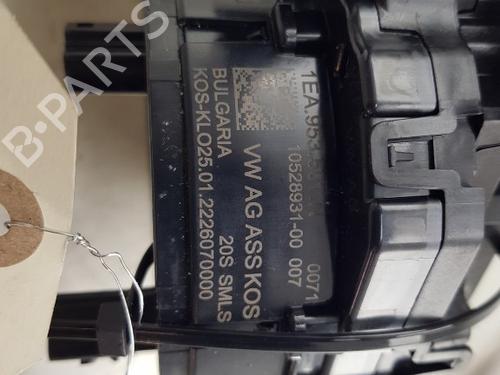 1EA.953
0071
10528931-00 007
VW AG ASS KOS
20S SMLS
BULGARIA
KOS-KLO25.01.2226070000
B-PARTS